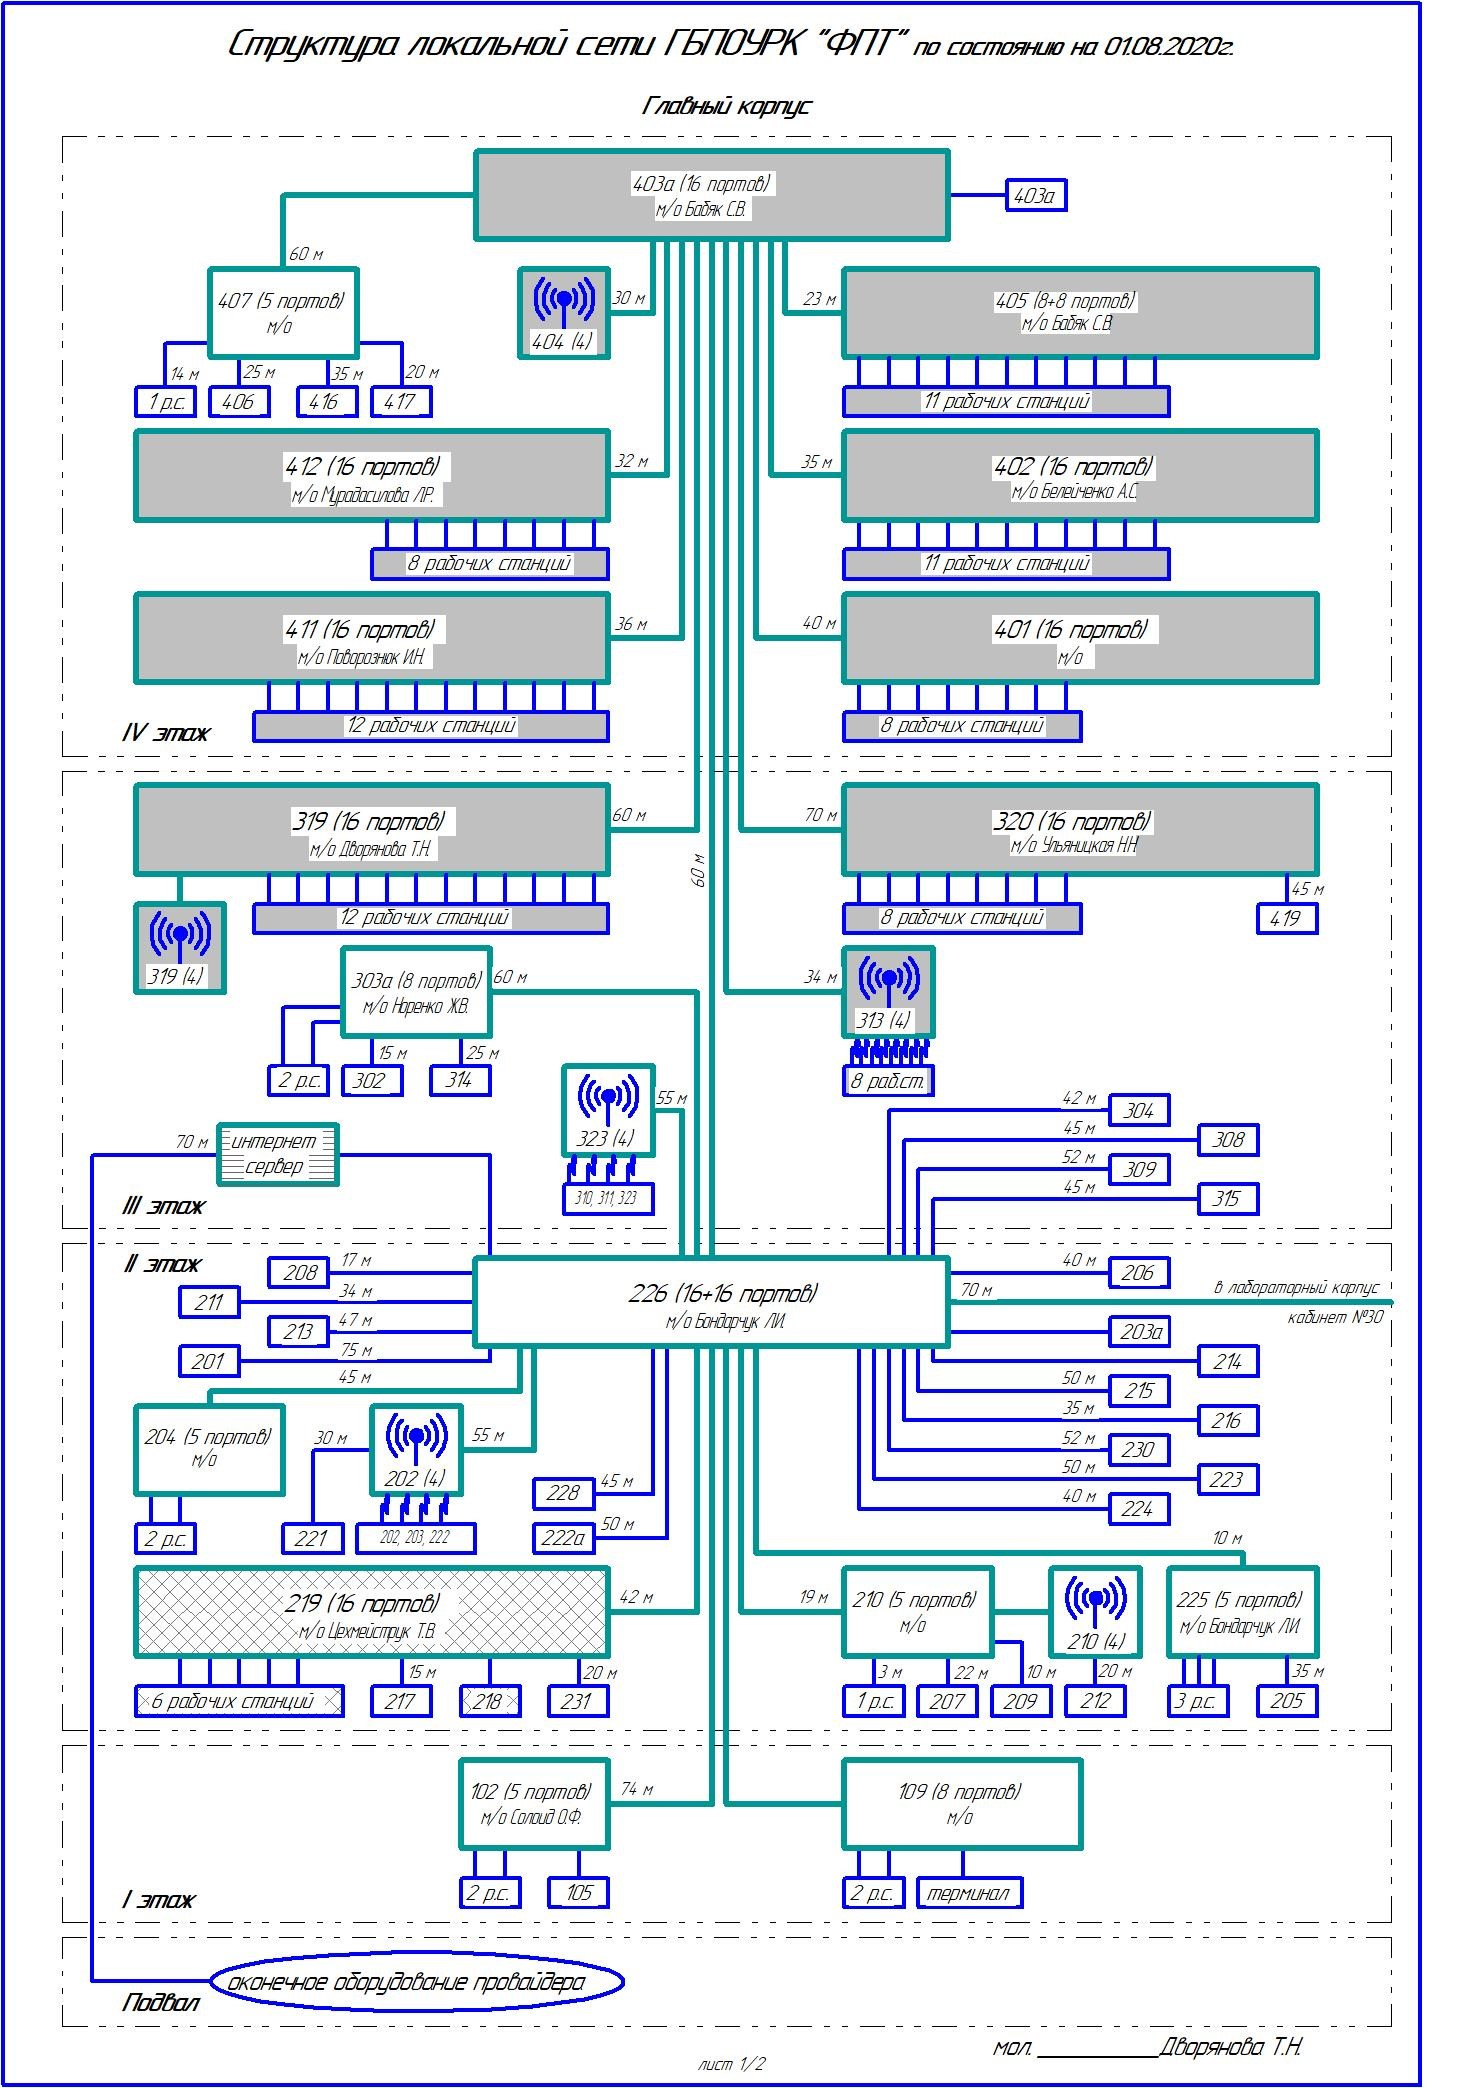 Структура локальной сети ГБПОУРК "ФПТ" по состоянию на 01.08.2020г.
Главный корпус
403а (16 портов)
м/о Бабяк С.В.
403а
60 м
407 (5 портов)
м/о
14 м
25 м
35 м
20 м
1 р.с.
406
416
417
30 м
404 (4)
23 м
405 (8+8 портов)
м/о Бабяк С.В.
11 рабочих станций
412 (16 портов)
м/о Мурадасилова Л.Р.
32 м
8 рабочих станций
35 м
402 (16 портов)
м/о Белейченко А.С.
11 рабочих станций
411 (16 портов)
м/о Поворознюк И.Н.
36 м
12 рабочих станций
40 м
401 (16 портов)
м/о
8 рабочих станций
IV этаж
319 (16 портов)
м/о Дворянова Т.Н.
60 м
12 рабочих станций
319 (4)
60 м
70 м
320 (16 портов)
м/о Ульяницкая Н.Н.
8 рабочих станций
45 м
419
303а (8 портов)
м/о Норенко Ж.В.
60 м
15 м
25 м
2 р.с.
302
314
34 м
313 (4)
8 раб.ст.
55 м
323 (4)
310, 311, 323
42 м
304
45 м
308
52 м
309
45 м
315
70 м
интернет
сервер
III этаж
II этаж
208
17 м
211
34 м
213
47 м
201
75 м
45 м
226 (16+16 портов)
м/о Бондарчук Л.И.
40 м
206
70 м
в лабораторный корпус
кабинет №30
203а
214
50 м
215
35 м
216
52 м
230
50 м
223
40 м
224
204 (5 портов)
м/о
2 р.с.
30 м
221
202 (4)
55 м
202, 203, 222
228
45 м
222а
50 м
10 м
219 (16 портов)
м/о Цехмейструк Т.В.
42 м
6 рабочих станций
15 м
217
218
20 м
231
19 м
210 (5 портов)
м/о
210 (4)
225 (5 портов)
м/о Бондарчук Л.И.
3 м
22 м
10 м
20 м
35 м
1 р.с.
207
209
212
3 р.с.
205
102 (5 портов)
м/о Солоид О.Ф.
74 м
2 р.с.
105
109 (8 портов)
м/о
2 р.с.
терминал
I этаж
оконечное оборудование провайдера
Подвал
мол. __________Дворянова Т.Н.
лист 1/2